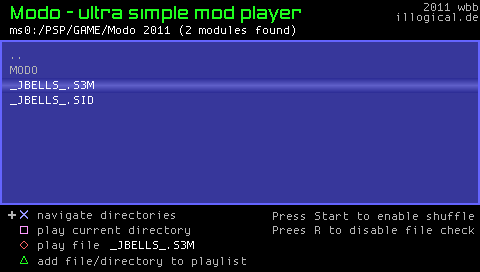 Modo - ultra simple mod player
2011 wbb
illogical.de
ms0:/PSP/GAME/Modo 2011 (2 modules found)
..
MODO
_JBELLS_.S3M
_JBELLS_.SID
navigate directories
play current directory
play file _JBELLS_.S3M
add file/directory to playlist
Press Start to enable shuffle
Press R to disable file check